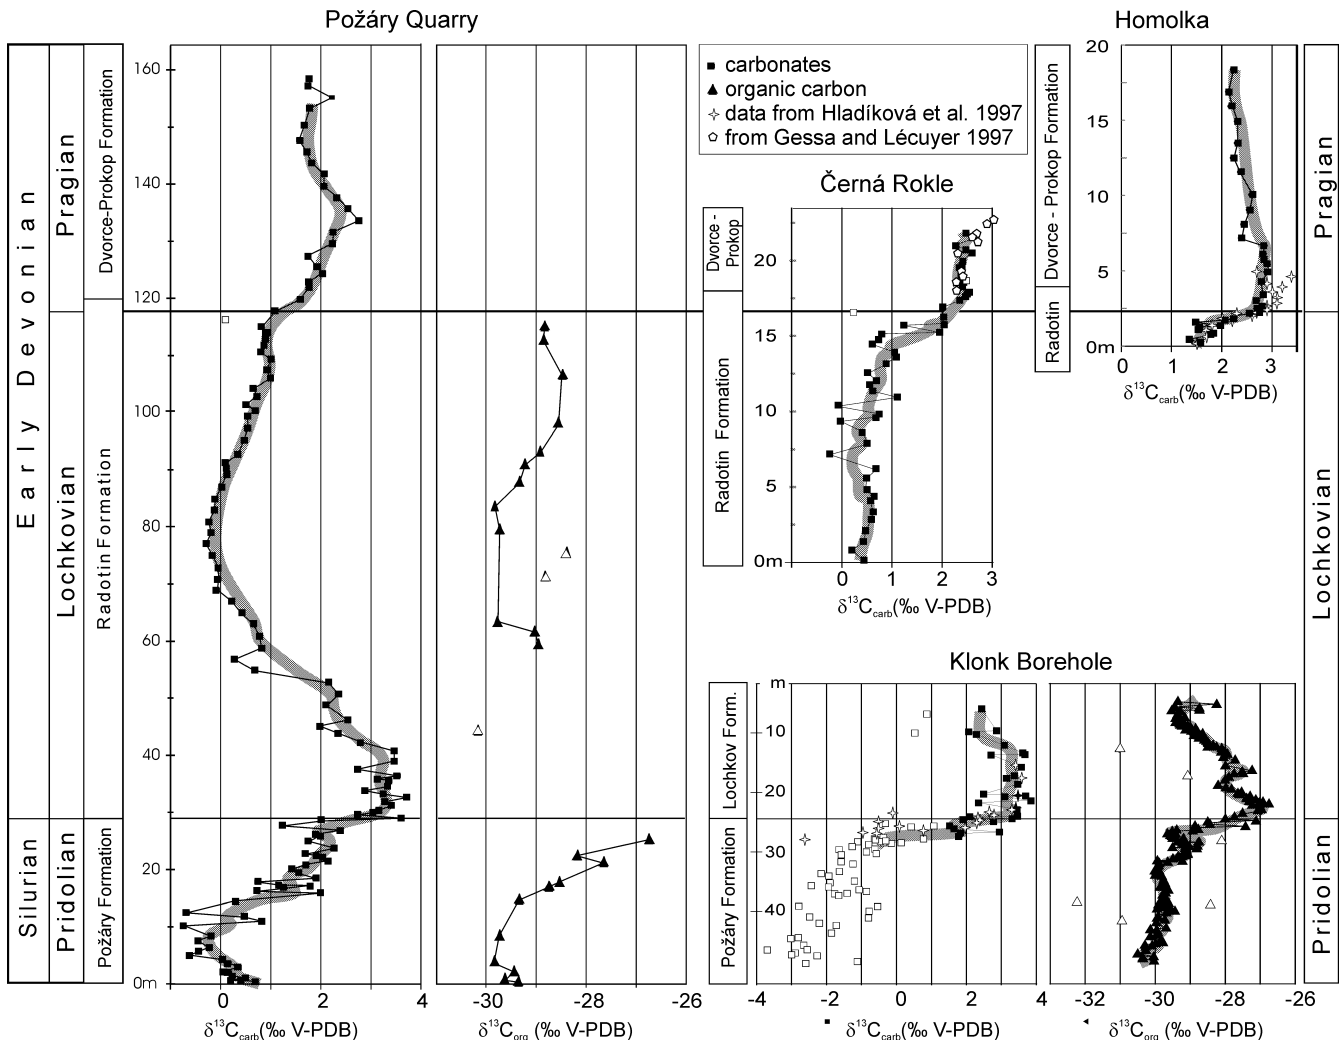 Požáry Quarry
Homolka
Early Devonian
Silurian
Pragian
Lochkovian
Pridolian
Dvorce-Prokop Formation
Radotin Formation
Požáry Formation
160
140
120
100
80
60
40
20
0m
0 2 4
δ¹³Ccarb(‰ V-PDB)
-30 -28 -26
δ¹³Corg (‰ V-PDB)
carbonates
organic carbon
data from Hladíková et al. 1997
from Gessa and Lécuyer 1997
Černá Rokle
Dvorce -
Prokop
Radotin Formation
20
15
10
5
0m
0 1 2 3
δ¹³Ccarb(‰ V-PDB)
Dvorce - Prokop Formation
Radotin
20
15
10
5
0m
0 1 2 3
δ¹³Ccarb(‰ V-PDB)
Pragian
Lochkovian
Pridolian
Klonk Borehole
Lochkov Form.
Požáry Formation
m
10
20
30
40
-4 -2 0 2 4
δ¹³Ccarb(‰ V-PDB)
-32 -30 -28 -26
δ¹³Corg (‰ V-PDB)